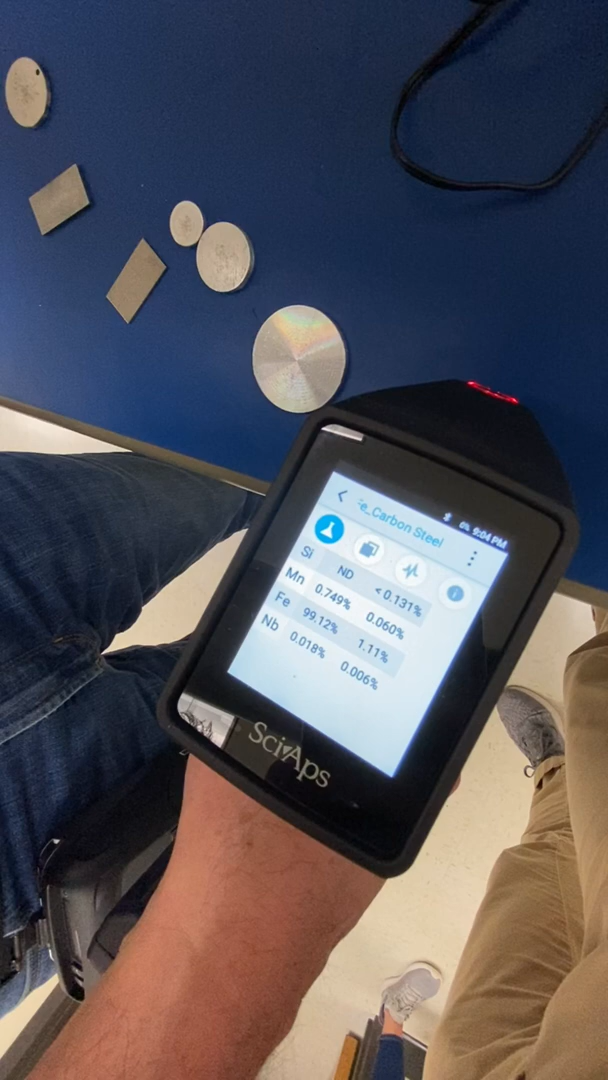 0% 9:04 PM
e_Carbon Steel
Si ND <0.131%
Mn 0.749% 0.060%
Fe 99.12% 1.11%
Nb 0.018% 0.006%
SciAps